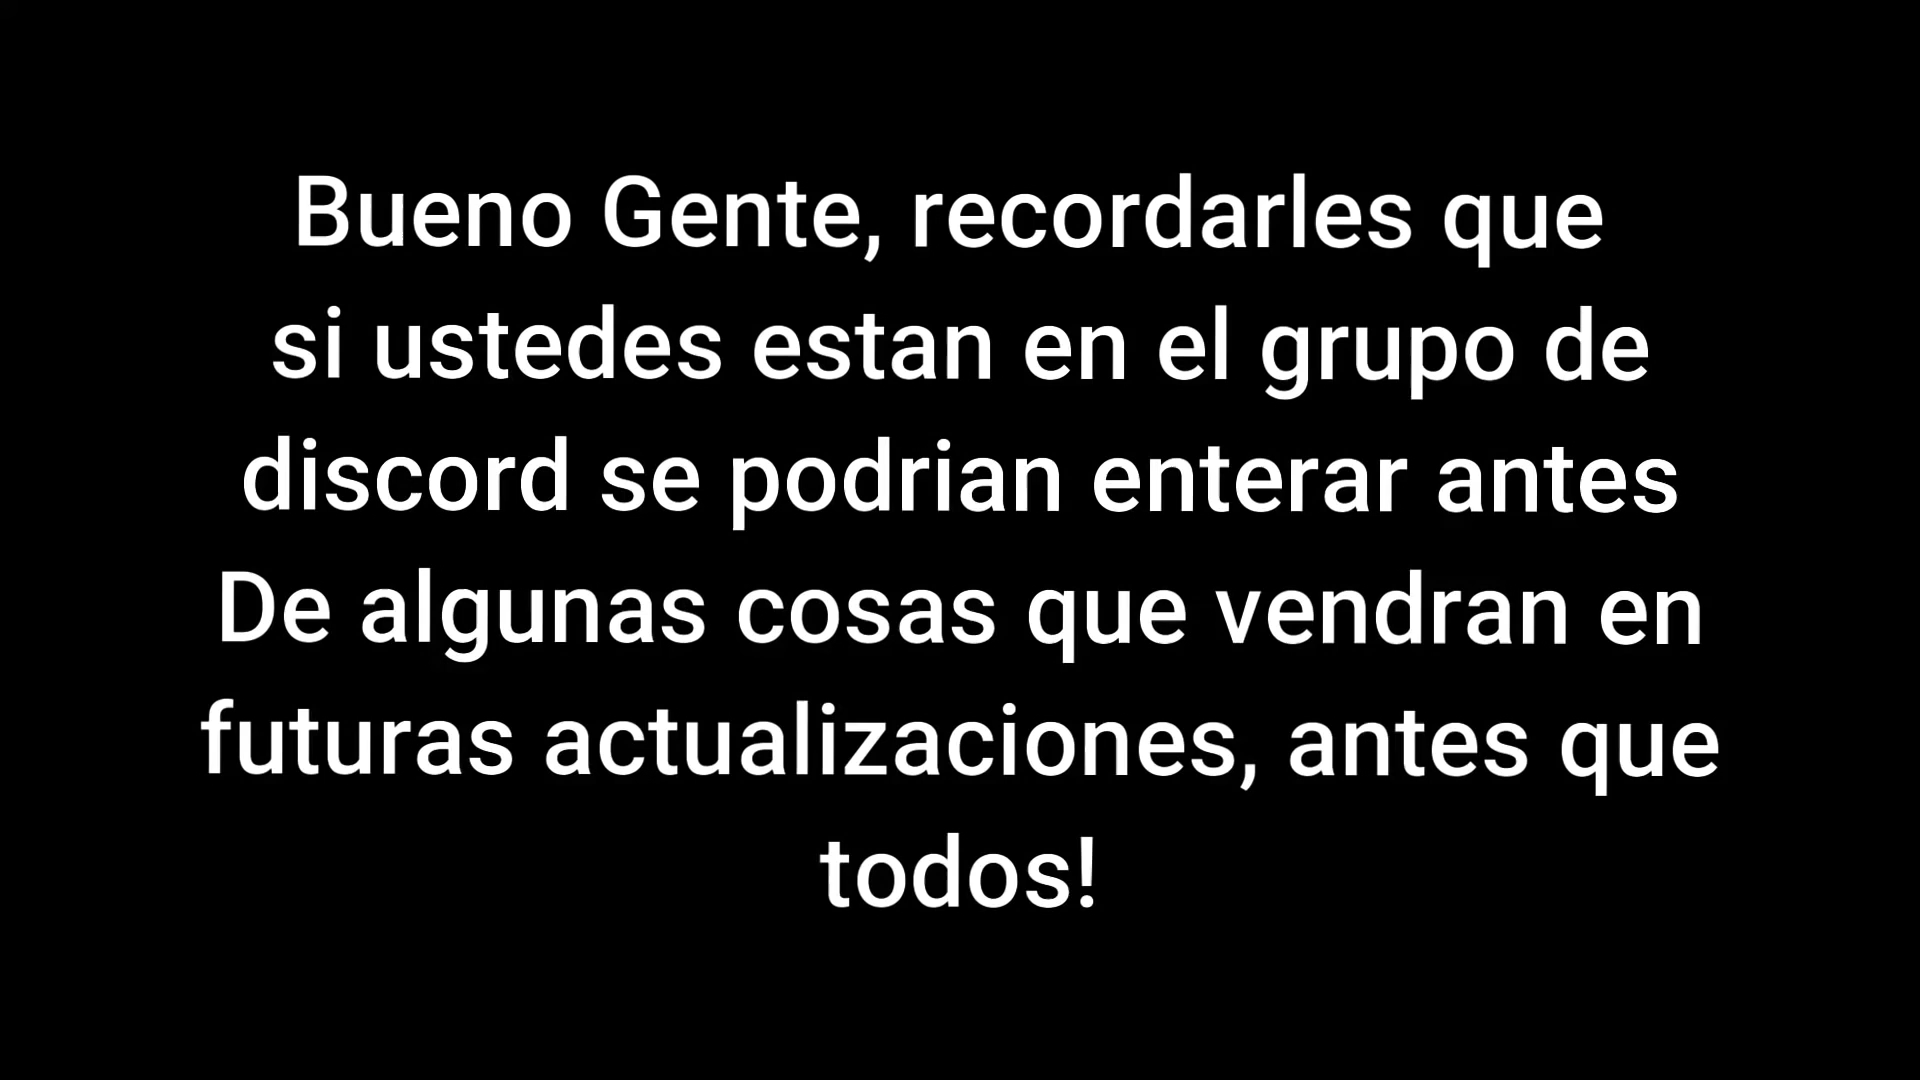 Bueno Gente, recordarles que
si ustedes estan en el grupo de
discord se podrian enterar antes
De algunas cosas que vendran en
futuras actualizaciones, antes que
todos!